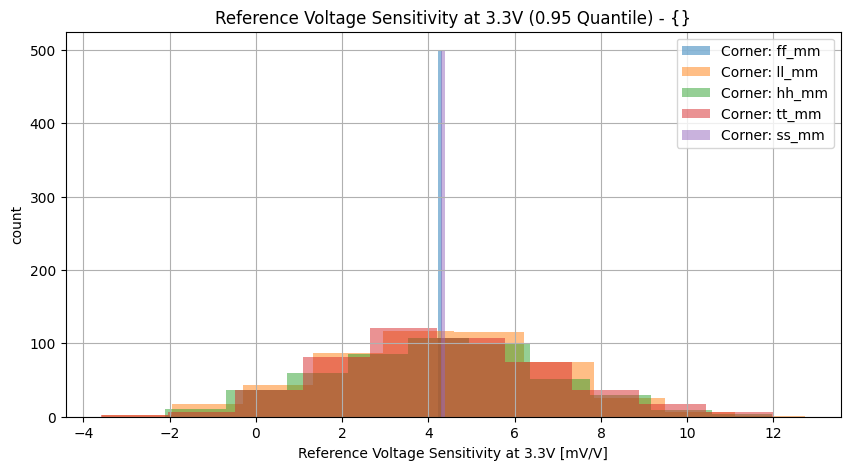 Reference Voltage Sensitivity at 3.3V (0.95 Quantile) - {}
500
400
300
200
100
0
count
Corner: ff_mm
Corner: ll_mm
Corner: hh_mm
Corner: tt_mm
Corner: ss_mm
−4 −2 0 2 4 6 8 10 12
Reference Voltage Sensitivity at 3.3V [mV/V]